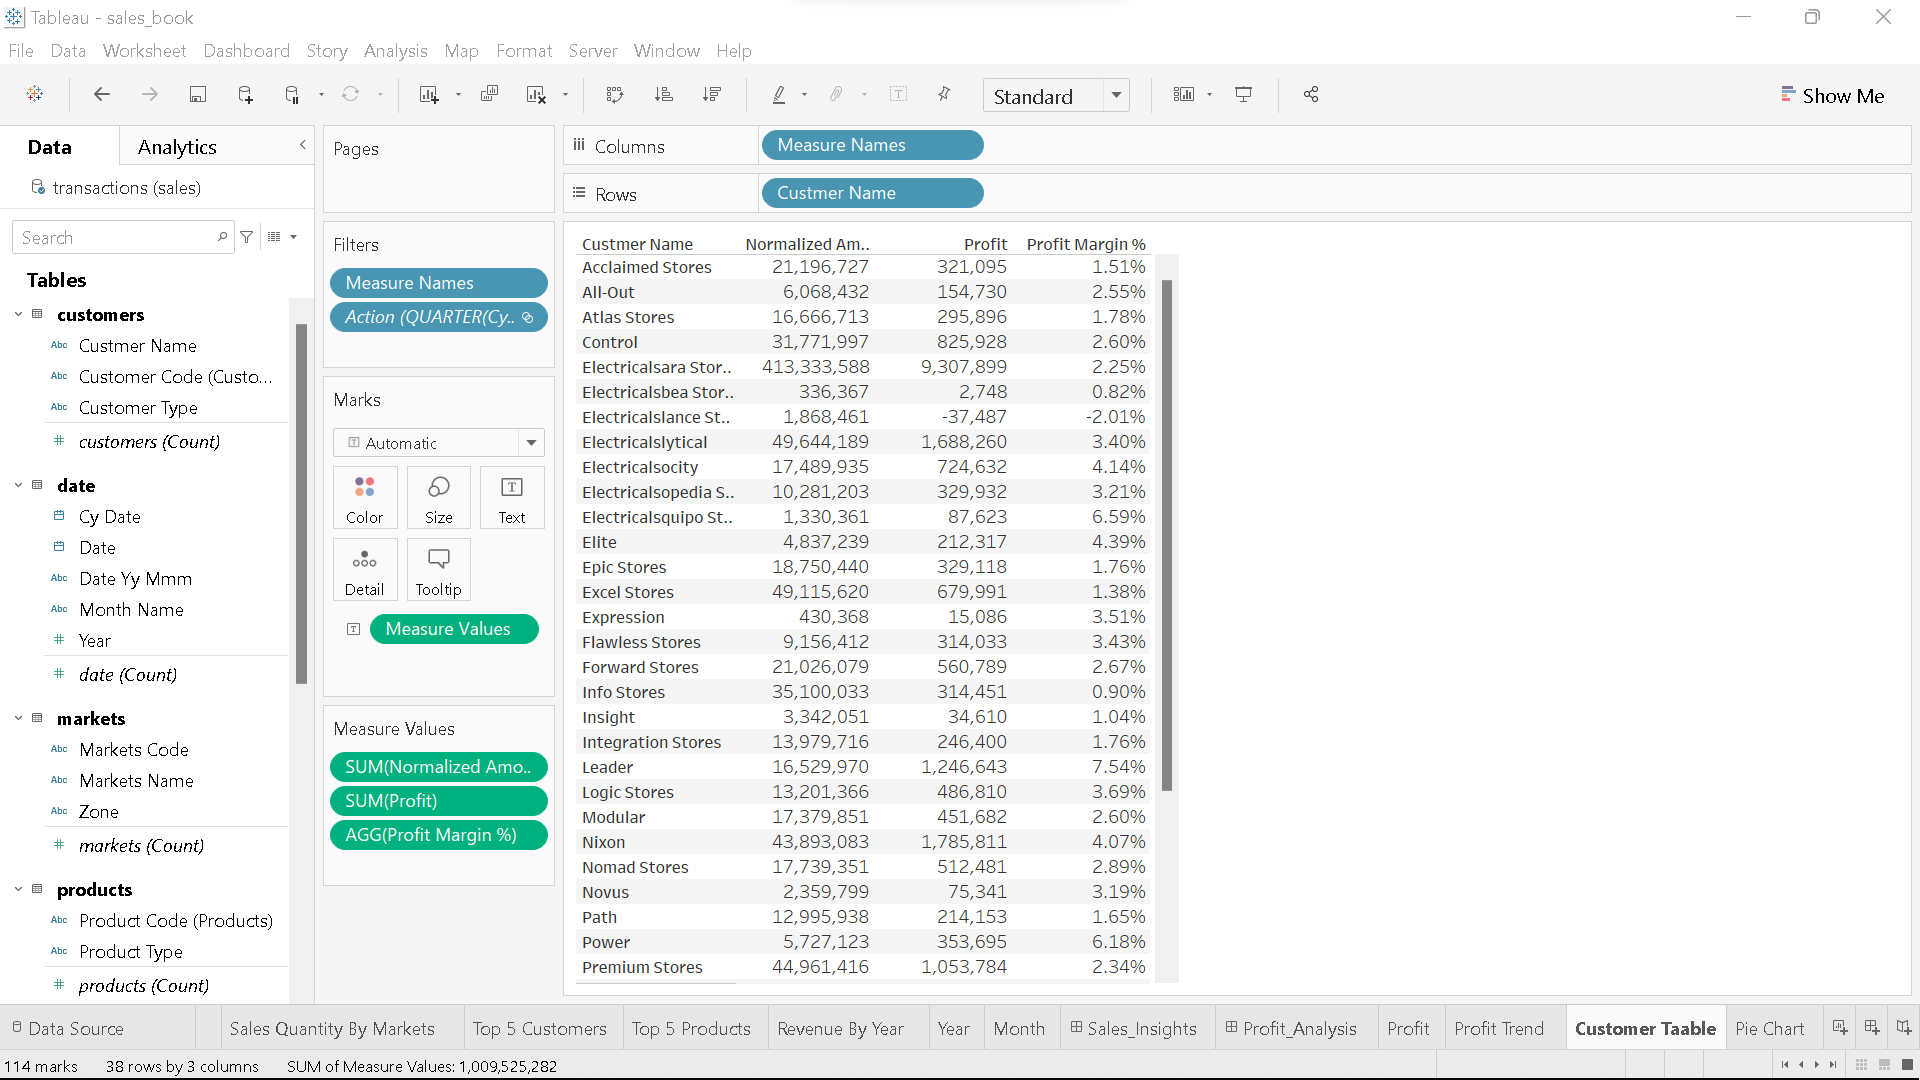 Tableau - sales_book
File Data Worksheet Dashboard Story Analysis Map Format Server Window Help
Standard
Show Me
Data Analytics
transactions (sales)
Search
Tables
customers
Abc Custmer Name
Abc Customer Code (Custo...
Abc Customer Type
# customers (Count)
date
Cy Date
Date
Abc Date Yy Mmm
Abc Month Name
# Year
# date (Count)
markets
Abc Markets Code
Abc Markets Name
Abc Zone
# markets (Count)
products
Abc Product Code (Products)
Abc Product Type
# products (Count)
Pages
Filters
Measure Names
Action (QUARTER(Cy..
Marks
T Automatic
Color Size T Text
Detail Tooltip
T Measure Values
Measure Values
SUM(Normalized Amo..
SUM(Profit)
AGG(Profit Margin %)
Columns Measure Names
Rows Custmer Name
Custmer Name Normalized Am.. Profit Profit Margin %
Acclaimed Stores 21,196,727 321,095 1.51%
All-Out 6,068,432 154,730 2.55%
Atlas Stores 16,666,713 295,896 1.78%
Control 31,771,997 825,928 2.60%
Electricalsara Stor.. 413,333,588 9,307,899 2.25%
Electricalsbea Stor.. 336,367 2,748 0.82%
Electricalslance St.. 1,868,461 -37,487 -2.01%
Electricalslytical 49,644,189 1,688,260 3.40%
Electricalsocity 17,489,935 724,632 4.14%
Electricalsopedia S.. 10,281,203 329,932 3.21%
Electricalsquipo St.. 1,330,361 87,623 6.59%
Elite 4,837,239 212,317 4.39%
Epic Stores 18,750,440 329,118 1.76%
Excel Stores 49,115,620 679,991 1.38%
Expression 430,368 15,086 3.51%
Flawless Stores 9,156,412 314,033 3.43%
Forward Stores 21,026,079 560,789 2.67%
Info Stores 35,100,033 314,451 0.90%
Insight 3,342,051 34,610 1.04%
Integration Stores 13,979,716 246,400 1.76%
Leader 16,529,970 1,246,643 7.54%
Logic Stores 13,201,366 486,810 3.69%
Modular 17,379,851 451,682 2.60%
Nixon 43,893,083 1,785,811 4.07%
Nomad Stores 17,739,351 512,481 2.89%
Novus 2,359,799 75,341 3.19%
Path 12,995,938 214,153 1.65%
Power 5,727,123 353,695 6.18%
Premium Stores 44,961,416 1,053,784 2.34%
Data Source Sales Quantity By Markets Top 5 Customers Top 5 Products Revenue By Year Year Month Sales_Insights Profit_Analysis Profit Profit Trend Customer Taable Pie Chart
114 marks 38 rows by 3 columns SUM of Measure Values: 1,009,525,282